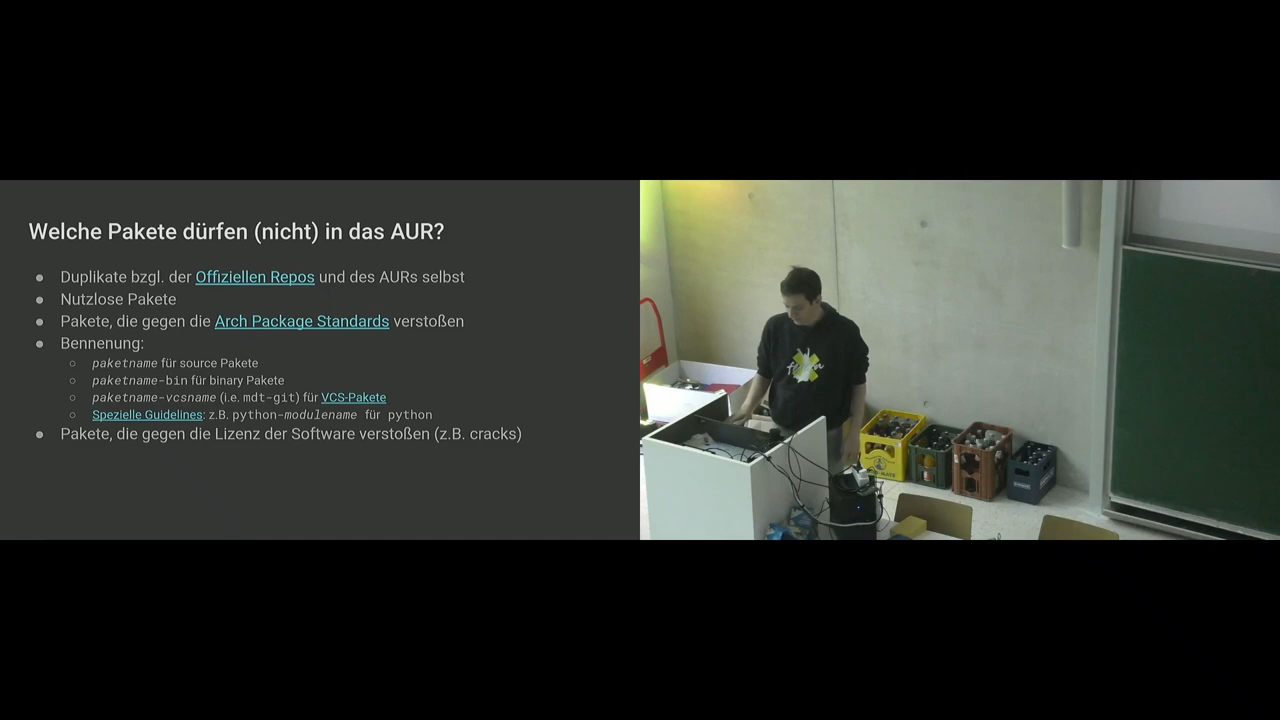 Welche Pakete dürfen (nicht) in das AUR?
Duplikate bzgl. der Offiziellen Repos und des AURs selbst
Nutzlose Pakete
Pakete, die gegen die Arch Package Standards verstoßen
Bennenung:
paketname für source Pakete
paketname-bin für binary Pakete
paketname-vcsname (i.e. mdt-git) für VCS-Pakete
Spezielle Guidelines: z.B. python-modulename für python
Pakete, die gegen die Lizenz der Software verstoßen (z.B. cracks)